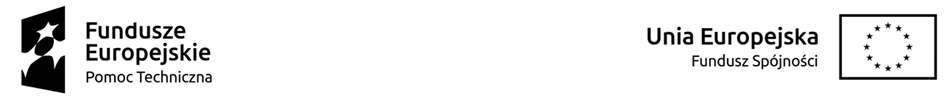 Fundusze
Europejskie
Pomoc Techniczna
Unia Europejska
Fundusz Spójności